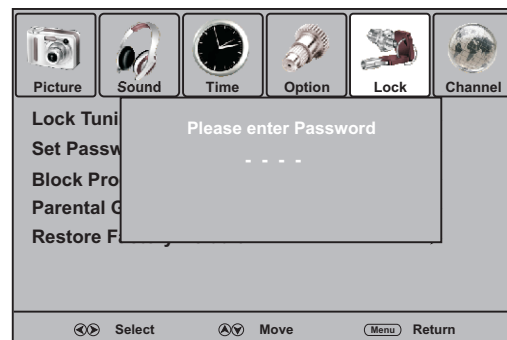 Picture Sound Time Option Lock Channel
Lock Tuni
Please enter Password
Set Passw
- - - -
Block Pro
Parental G
Restore F
Select Move Menu Return